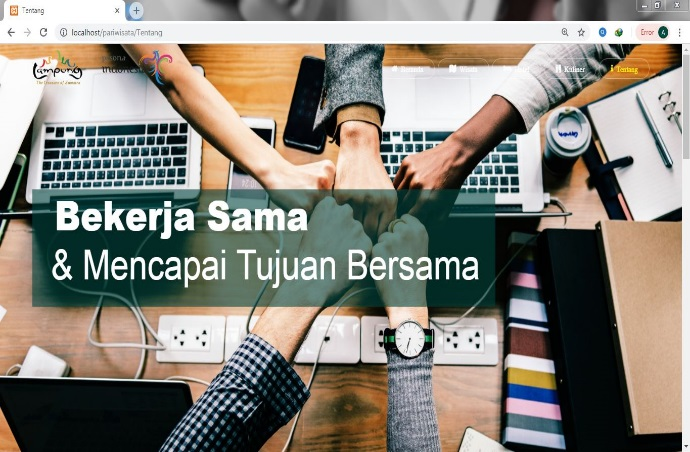 Tentang
localhost/pariwisata/Tentang
Error
A
Lampung
Kuliner
Tentang
Bekerja Sama
& Mencapai Tujuan Bersama